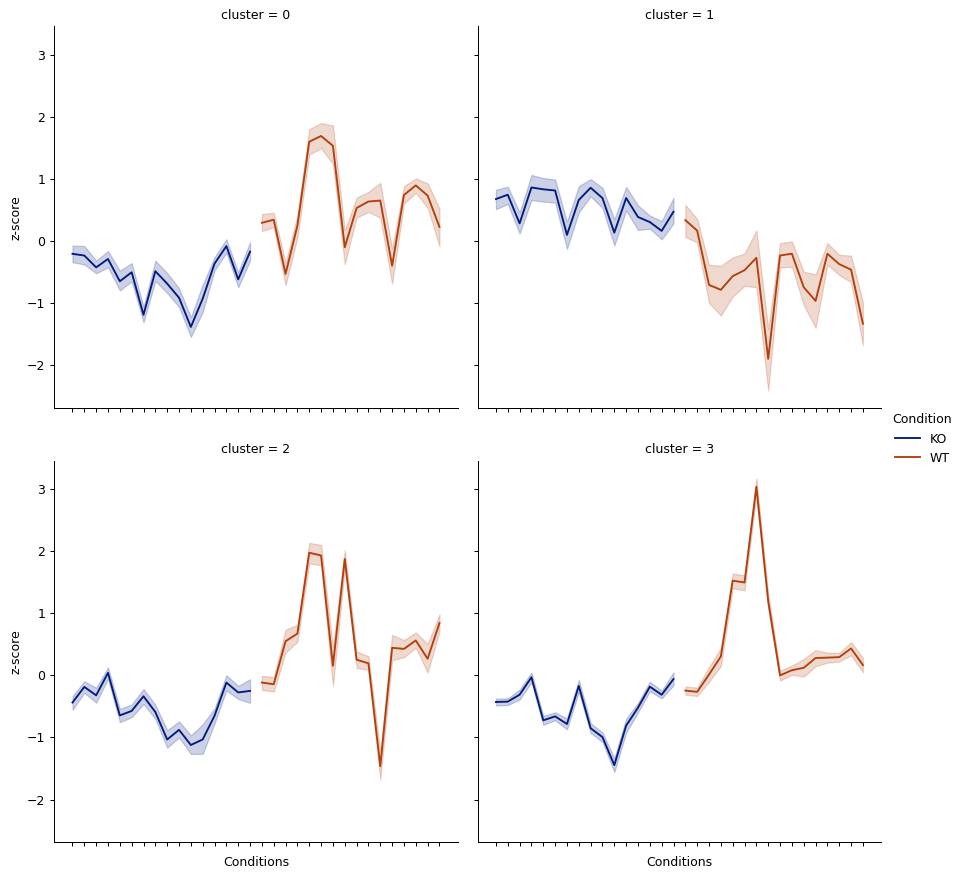 cluster = 0
cluster = 1
3
2
1
0
−1
−2
z-score
Condition
KO
WT
cluster = 2
cluster = 3
3
2
1
0
−1
−2
z-score
Conditions
Conditions